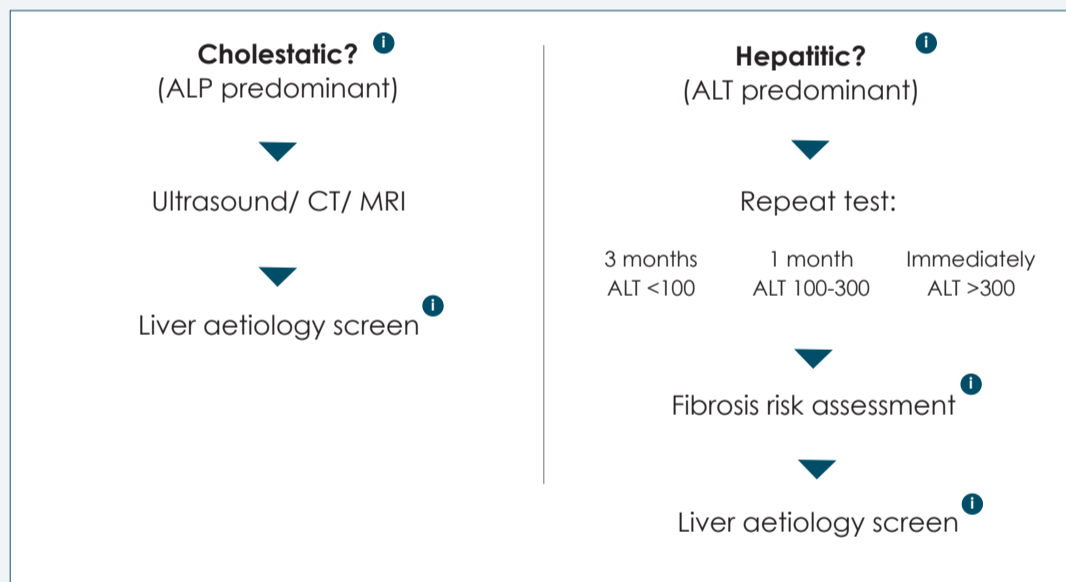 Cholestatic? i
(ALP predominant)
Ultrasound/ CT/ MRI
Liver aetiology screen i
Hepatitic? i
(ALT predominant)
Repeat test:
3 months
ALT <100
1 month
ALT 100-300
Immediately
ALT >300
Fibrosis risk assessment i
Liver aetiology screen i